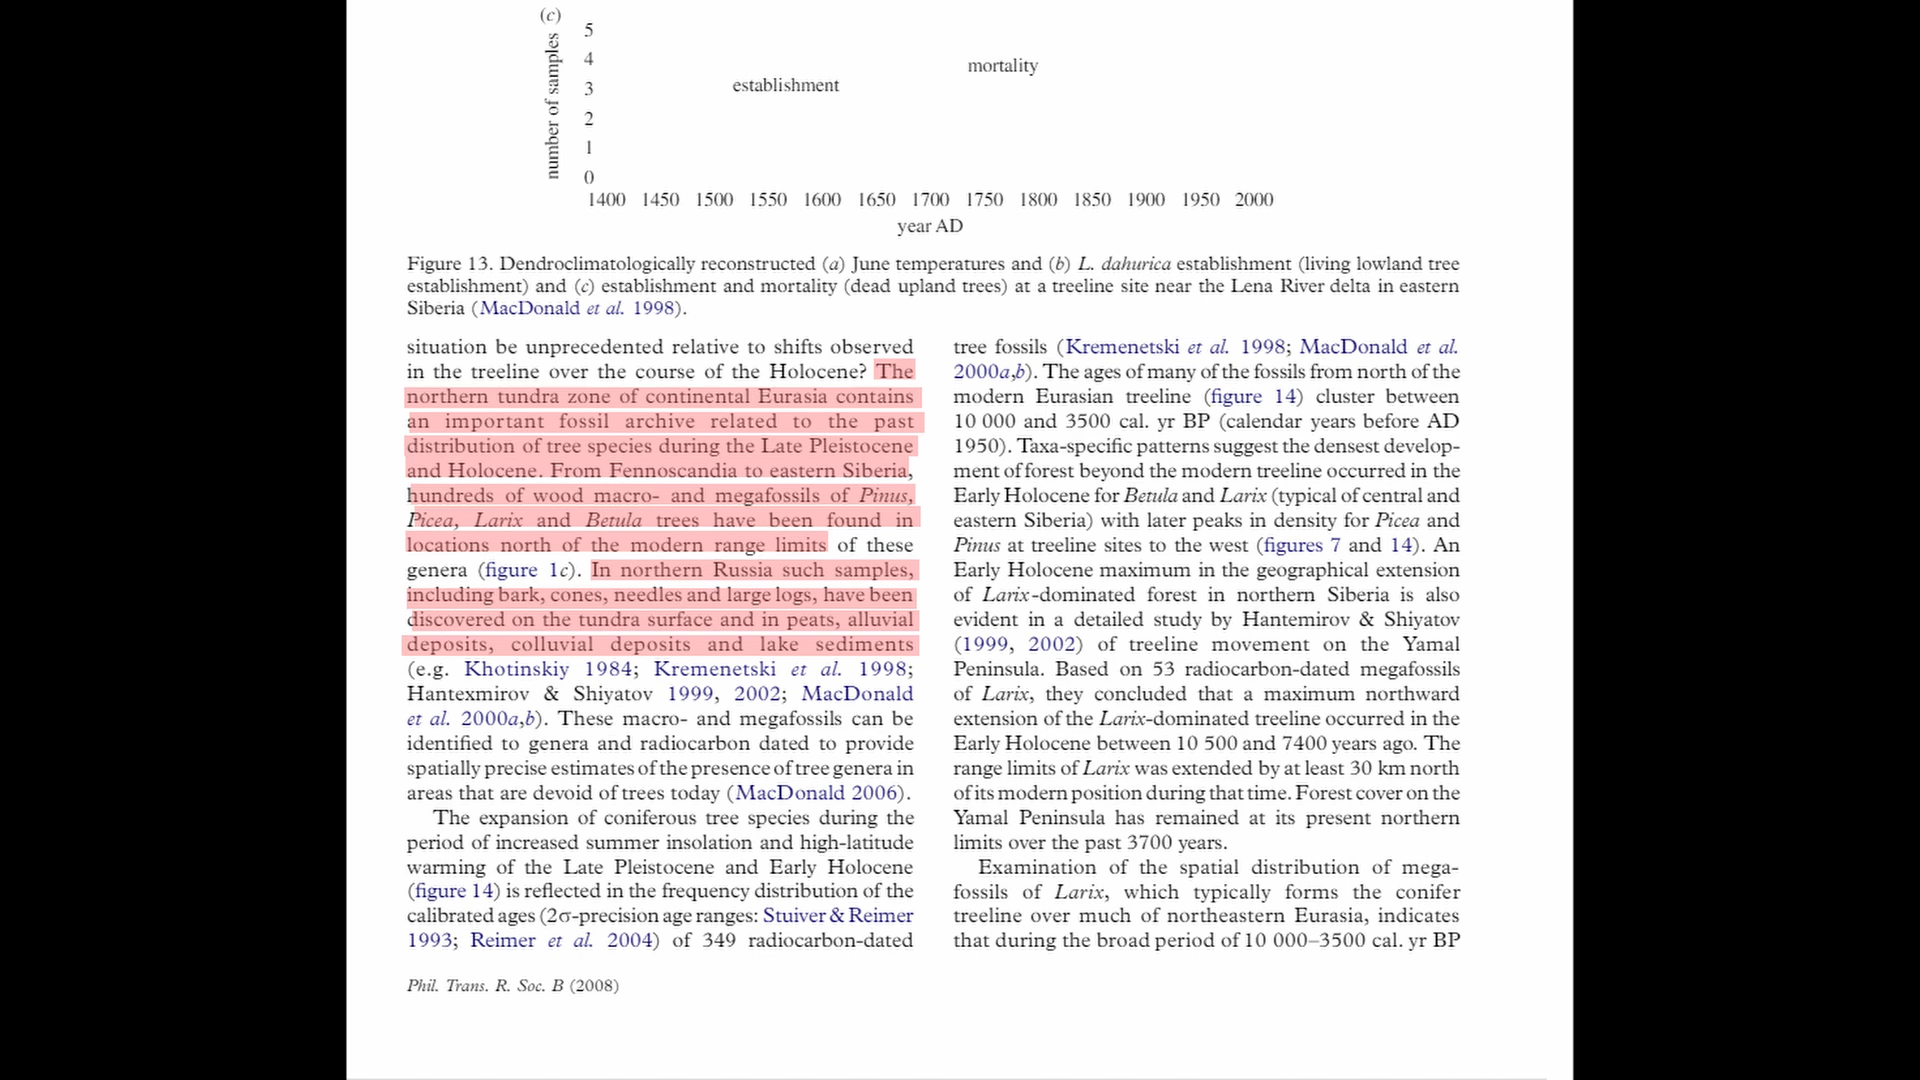 (c)
number of samples
5
4
3
2
1
0
mortality
establishment
1400 1450 1500 1550 1600 1650 1700 1750 1800 1850 1900 1950 2000
year AD
Figure 13. Dendroclimatologically reconstructed (a) June temperatures and (b) L. dahurica establishment (living lowland tree
establishment) and (c) establishment and mortality (dead upland trees) at a treeline site near the Lena River delta in eastern
Siberia (MacDonald et al. 1998).
situation be unprecedented relative to shifts observed
in the treeline over the course of the Holocene? The
northern tundra zone of continental Eurasia contains
an important fossil archive related to the past
distribution of tree species during the Late Pleistocene
and Holocene. From Fennoscandia to eastern Siberia,
hundreds of wood macro- and megafossils of Pinus,
Picea, Larix and Betula trees have been found in
locations north of the modern range limits of these
genera (figure 1c). In northern Russia such samples,
including bark, cones, needles and large logs, have been
discovered on the tundra surface and in peats, alluvial
deposits, colluvial deposits and lake sediments
(e.g. Khotinskiy 1984; Kremenetski et al. 1998;
Hantexmirov & Shiyatov 1999, 2002; MacDonald
et al. 2000a,b). These macro- and megafossils can be
identified to genera and radiocarbon dated to provide
spatially precise estimates of the presence of tree genera in
areas that are devoid of trees today (MacDonald 2006).
The expansion of coniferous tree species during the
period of increased summer insolation and high-latitude
warming of the Late Pleistocene and Early Holocene
(figure 14) is reflected in the frequency distribution of the
calibrated ages (2σ-precision age ranges: Stuiver & Reimer
1993; Reimer et al. 2004) of 349 radiocarbon-dated
tree fossils (Kremenetski et al. 1998; MacDonald et al.
2000a,b). The ages of many of the fossils from north of the
modern Eurasian treeline (figure 14) cluster between
10 000 and 3500 cal. yr BP (calendar years before AD
1950). Taxa-specific patterns suggest the densest develop-
ment of forest beyond the modern treeline occurred in the
Early Holocene for Betula and Larix (typical of central and
eastern Siberia) with later peaks in density for Picea and
Pinus at treeline sites to the west (figures 7 and 14). An
Early Holocene maximum in the geographical extension
of Larix-dominated forest in northern Siberia is also
evident in a detailed study by Hantemirov & Shiyatov
(1999, 2002) of treeline movement on the Yamal
Peninsula. Based on 53 radiocarbon-dated megafossils
of Larix, they concluded that a maximum northward
extension of the Larix-dominated treeline occurred in the
Early Holocene between 10 500 and 7400 years ago. The
range limits of Larix was extended by at least 30 km north
of its modern position during that time. Forest cover on the
Yamal Peninsula has remained at its present northern
limits over the past 3700 years.
Examination of the spatial distribution of mega-
fossils of Larix, which typically forms the conifer
treeline over much of northeastern Eurasia, indicates
that during the broad period of 10 000–3500 cal. yr BP
Phil. Trans. R. Soc. B (2008)